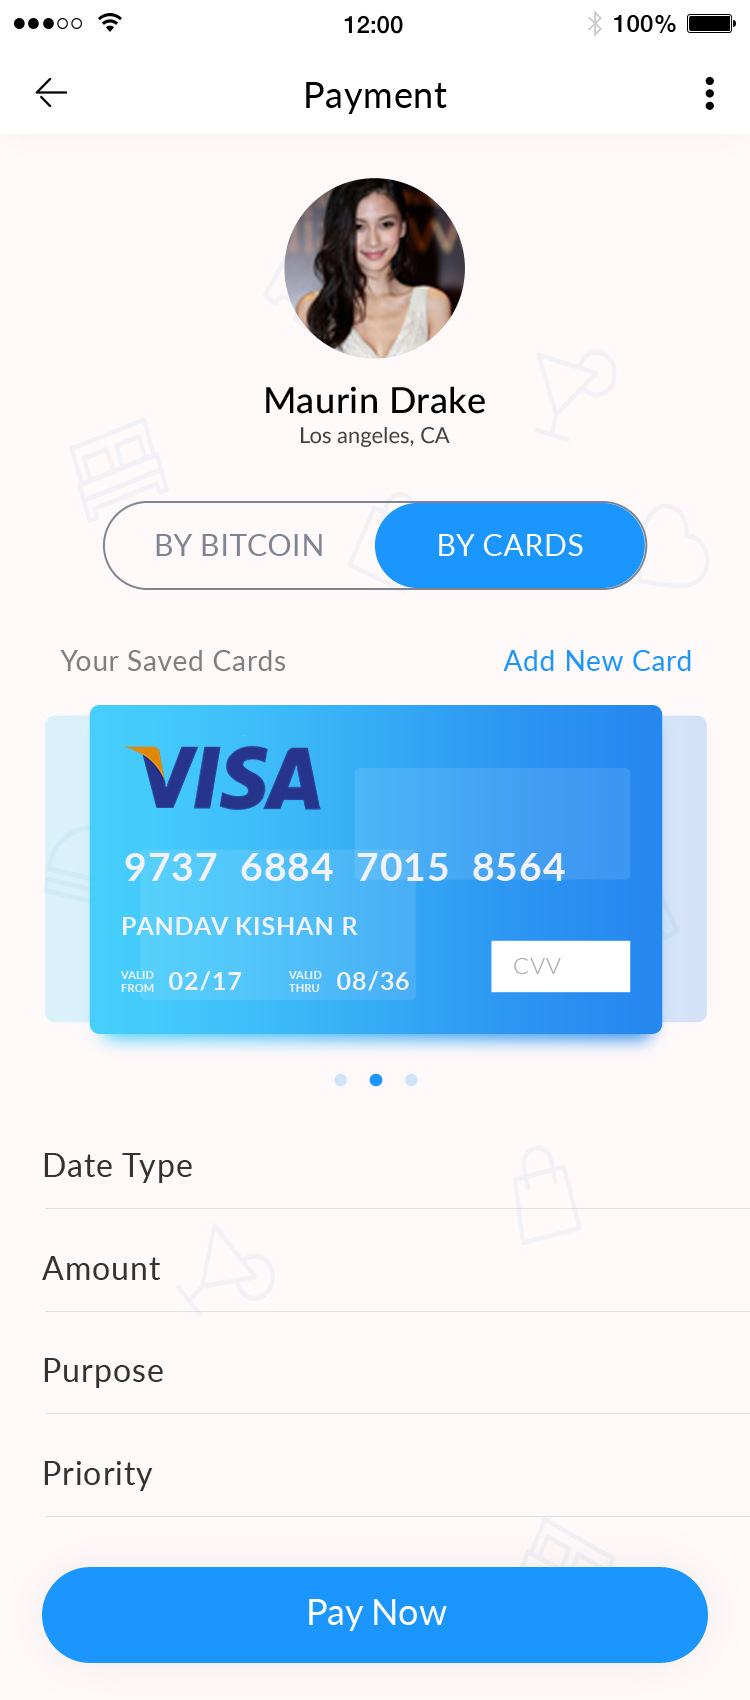 12:00 100%
Payment
Maurin Drake
Los angeles, CA
BY BITCOIN BY CARDS
Your Saved Cards Add New Card
VISA
9737 6884 7015 8564
PANDAV KISHAN R
VALID FROM 02/17 VALID THRU 08/36
CVV
Date Type
Amount
Purpose
Priority
Pay Now